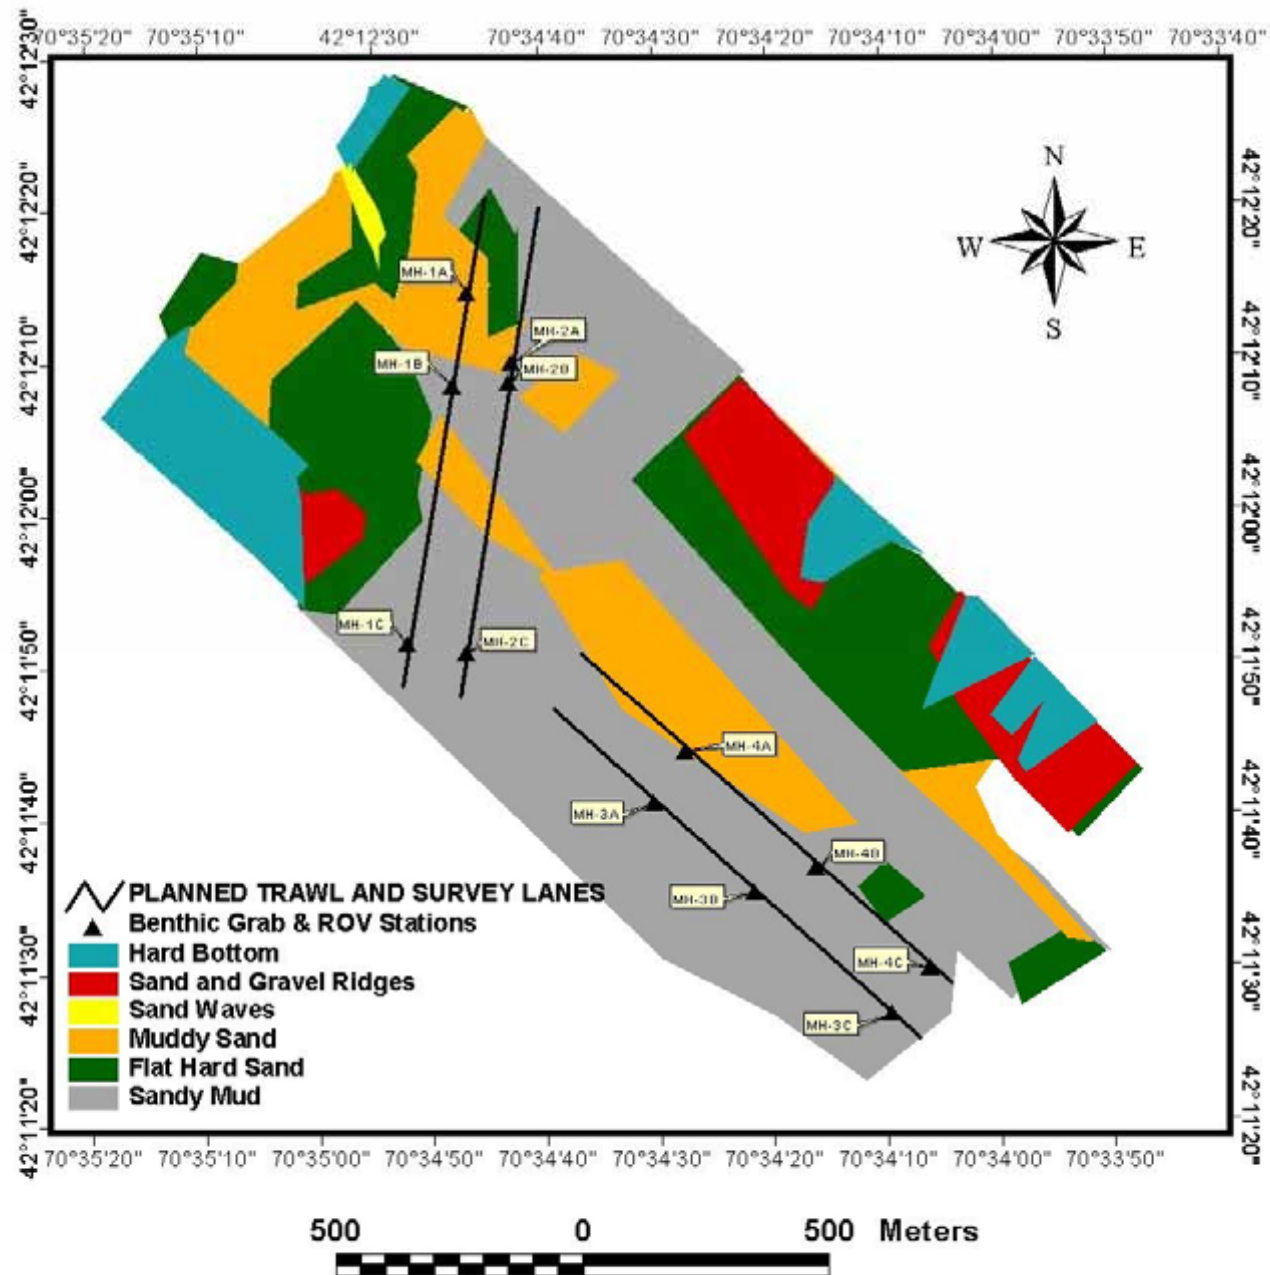 70°35'20" 70°35'10" 42°12'30" 70°34'40" 70°34'30" 70°34'20" 70°34'10" 70°34'00" 70°33'50" 70°33'40"
42°12'30"
42°12'20"
42°12'10"
42°12'00"
42°11'50"
42°11'40"
42°11'30"
42°11'20"
N
W E
S
MH-1A
MH-2A
MH-1B
MH-2B
MH-1C
MH-2C
MH-4A
MH-3A
MH-4B
MH-3B
MH-4C
MH-3C
42°12'20"
42°12'10"
42°12'00"
42°11'50"
42°11'40"
42°11'30"
42°11'20"
PLANNED TRAWL AND SURVEY LANES
Benthic Grab & ROV Stations
Hard Bottom
Sand and Gravel Ridges
Sand Waves
Muddy Sand
Flat Hard Sand
Sandy Mud
70°35'20" 70°35'10" 70°35'00" 70°34'50" 70°34'40" 70°34'30" 70°34'20" 70°34'10" 70°34'00" 70°33'50"
500 0 500 Meters